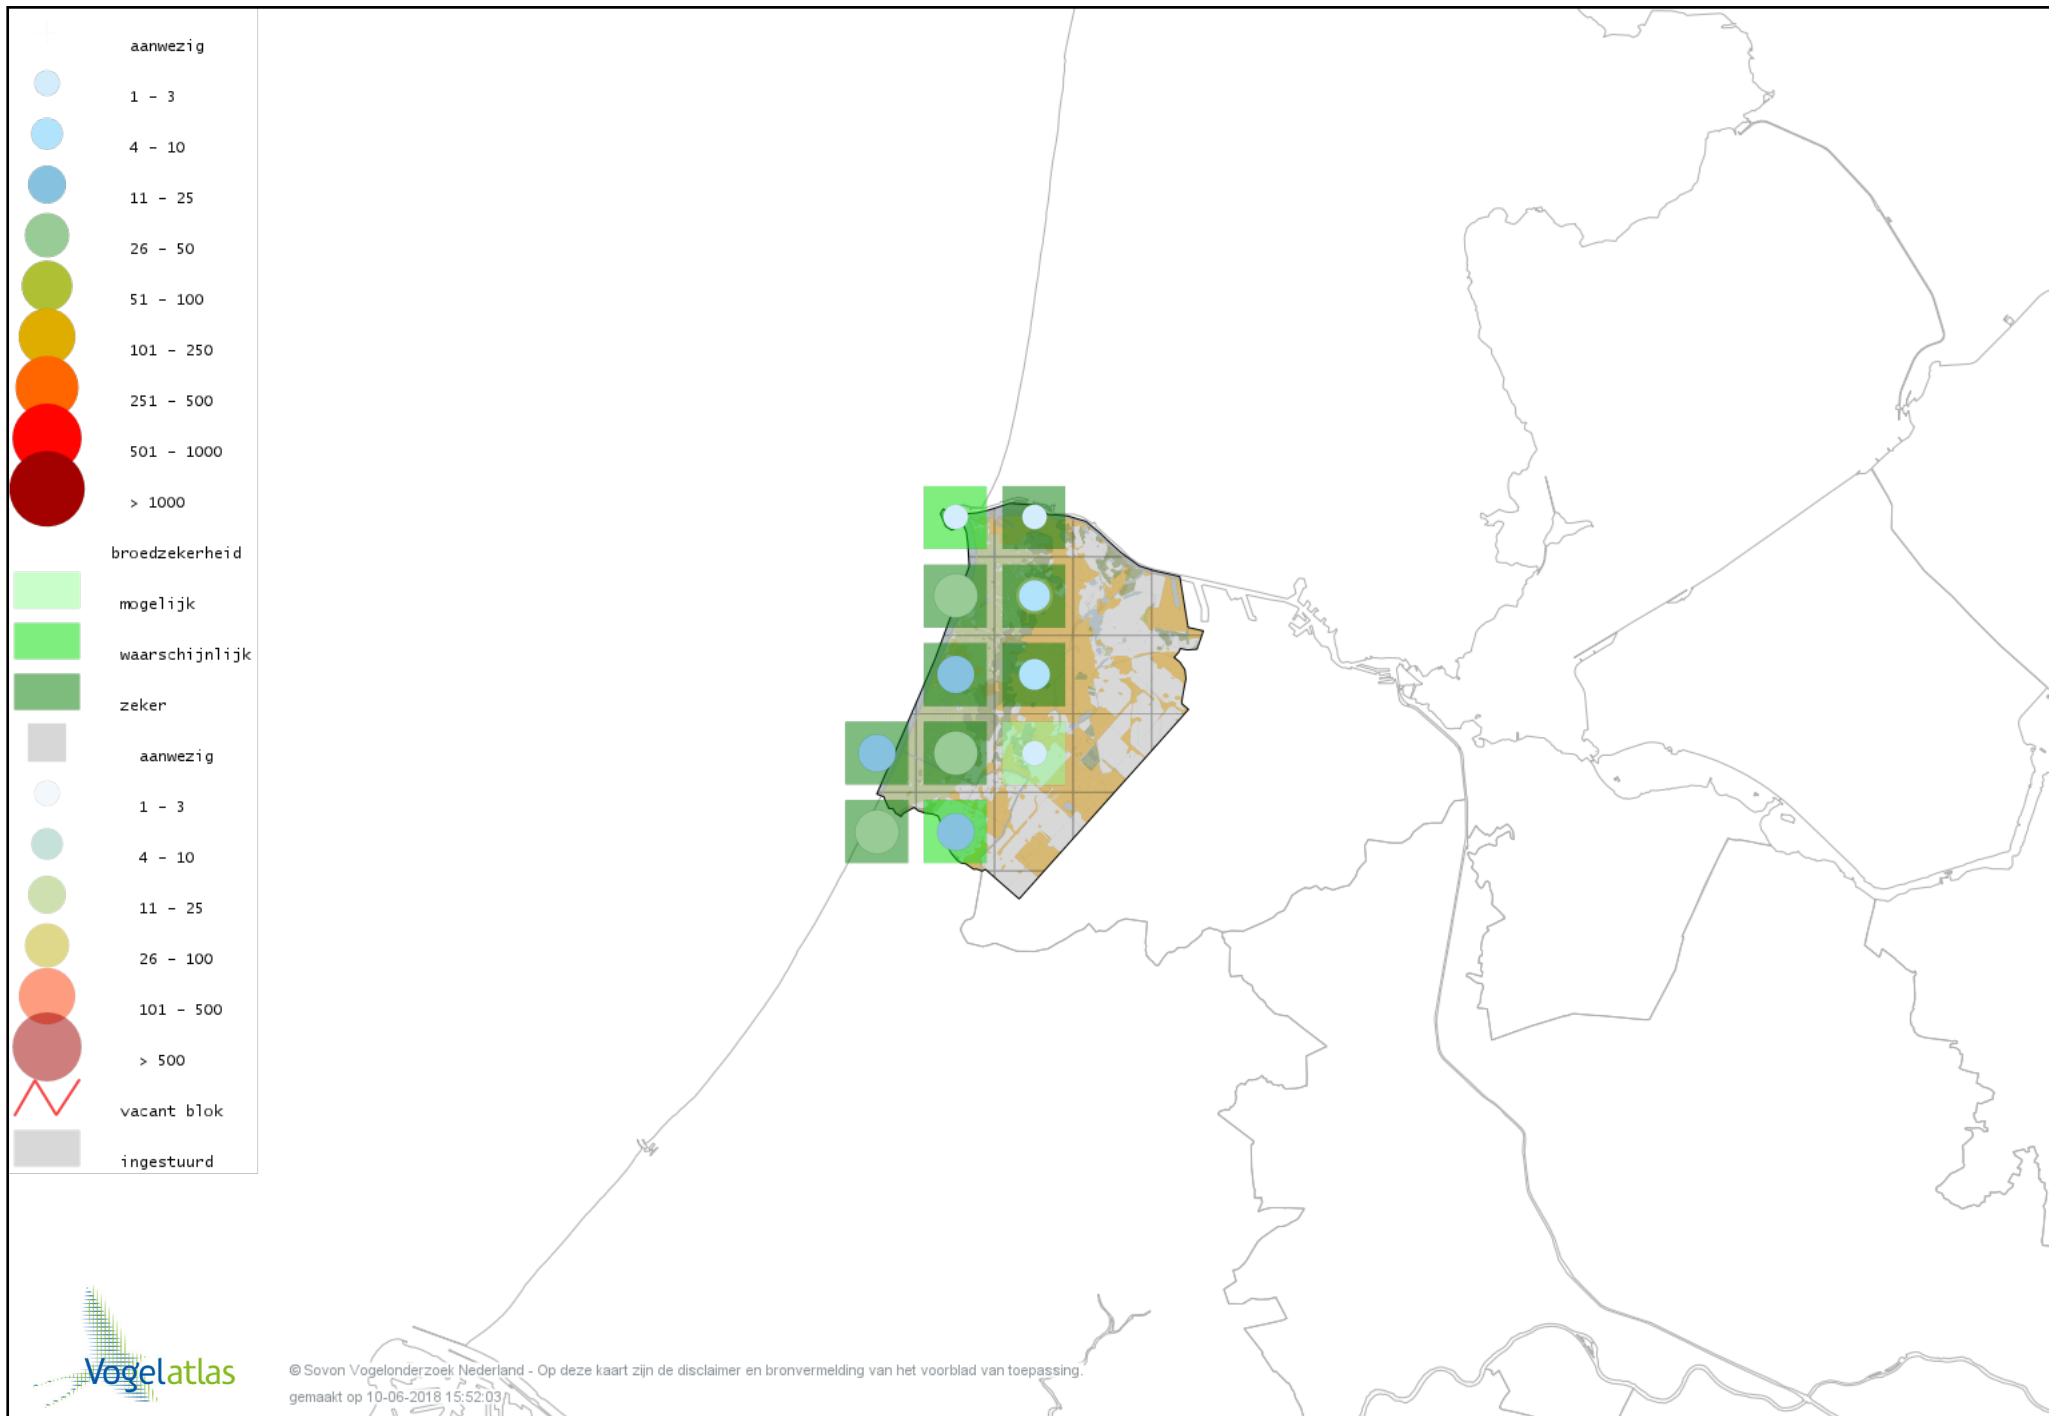 aanwezig
1 - 3
4 - 10
11 - 25
26 - 50
51 - 100
101 - 250
251 - 500
501 - 1000
> 1000
broedzekerheid
mogelijk
waarschijnlijk
zeker
aanwezig
1 - 3
4 - 10
11 - 25
26 - 100
101 - 500
> 500
vacant blok
ingestuurd
Vogelatlas
© Sovon Vogelonderzoek Nederland - Op deze kaart zijn de disclaimer en bronvermelding van het voorblad van toepassing.
gemaakt op 10-06-2018 15:52:03